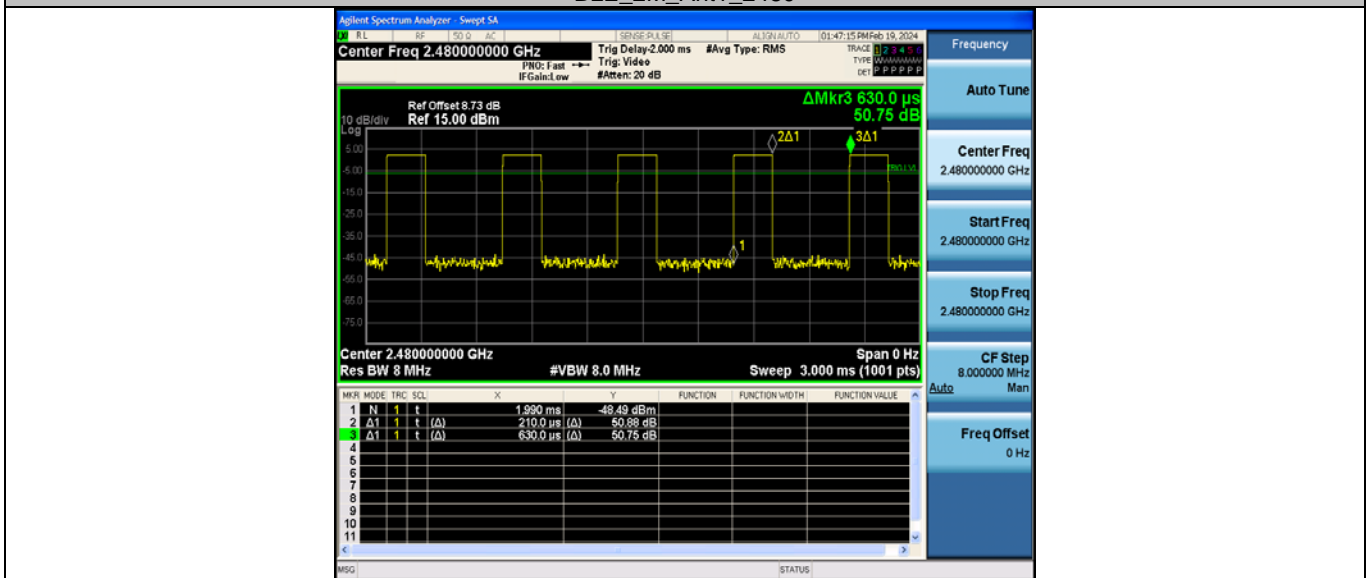 Agilent Spectrum Analyzer - Swept SA
RL RF 50 Ω AC SENSE:PULSE ALIGN AUTO 01:47:15 PM Feb 19, 2024
Center Freq 2.480000000 GHz
PNO: Fast
IFGain:Low
Trig Delay-2.000 ms
Trig: Video
#Atten: 20 dB
#Avg Type: RMS
TRACE 1 2 3 4 5 6
TYPE
DET P P P P P P
Frequency
Auto Tune
Center Freq
2.480000000 GHz
Start Freq
2.480000000 GHz
Stop Freq
2.480000000 GHz
CF Step
8.000000 MHz
Auto Man
Freq Offset
0 Hz
ΔMkr3 630.0 µs
50.75 dB
Ref Offset 8.73 dB
10 dB/div Ref 15.00 dBm
Log
5.00
-5.00
-15.0
-25.0
-35.0
-45.0
-55.0
-65.0
-75.0
2Δ1
3Δ1
TRIG LVL
1
Center 2.480000000 GHz Span 0 Hz
Res BW 8 MHz #VBW 8.0 MHz Sweep 3.000 ms (1001 pts)
MKR MODE TRC SCL X Y FUNCTION FUNCTION WIDTH FUNCTION VALUE
1 N 1 t 1.990 ms -48.49 dBm
2 Δ1 1 t (Δ) 210.0 µs (Δ) 50.88 dB
3 Δ1 1 t (Δ) 630.0 µs (Δ) 50.75 dB
4
5
6
7
8
9
10
11
MSG STATUS